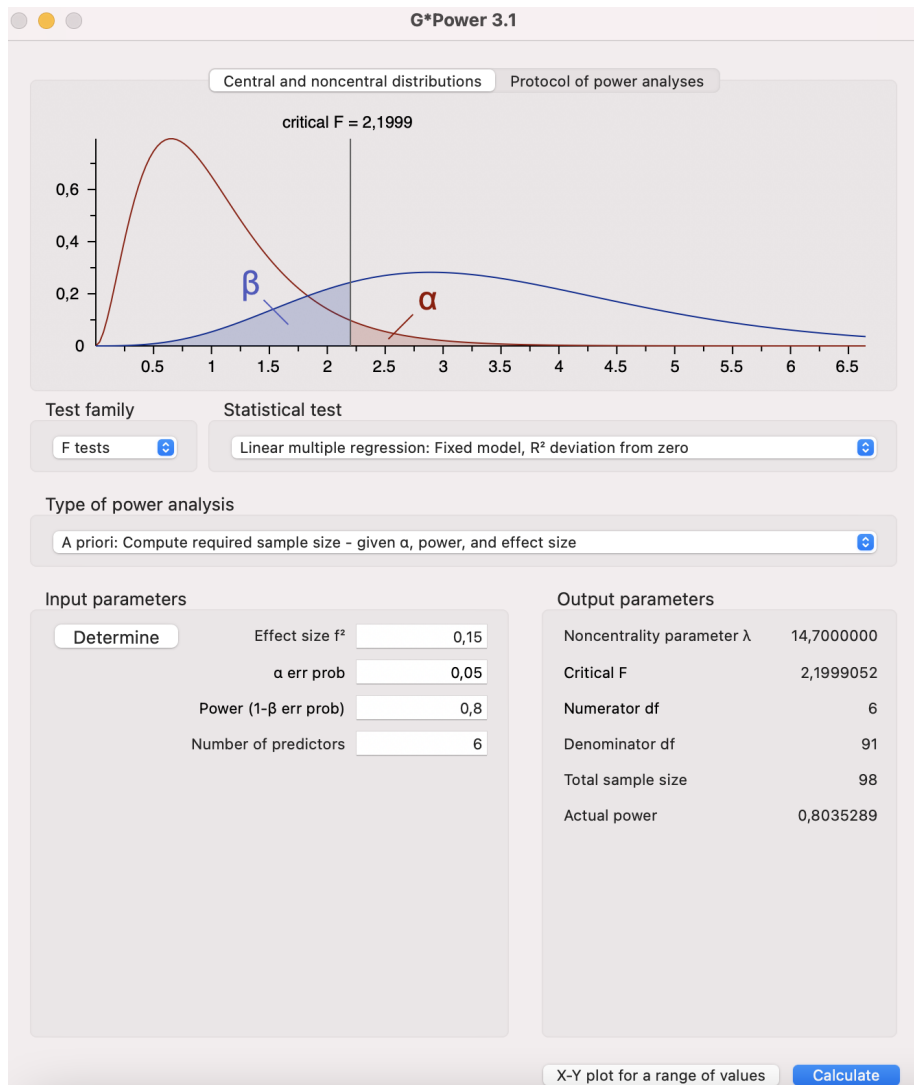 G*Power 3.1
Central and noncentral distributions Protocol of power analyses
critical F = 2,1999
0,6
0,4
β
α
0,2
0
0.5 1 1.5 2 2.5 3 3.5 4 4.5 5 5.5 6 6.5
Test family Statistical test
F tests Linear multiple regression: Fixed model, R² deviation from zero
Type of power analysis
A priori: Compute required sample size - given α, power, and effect size
Input parameters
Determine Effect size f² 0,15
α err prob 0,05
Power (1-β err prob) 0,8
Number of predictors 6
Output parameters
Noncentrality parameter λ 14,7000000
Critical F 2,1999052
Numerator df 6
Denominator df 91
Total sample size 98
Actual power 0,8035289
X-Y plot for a range of values Calculate